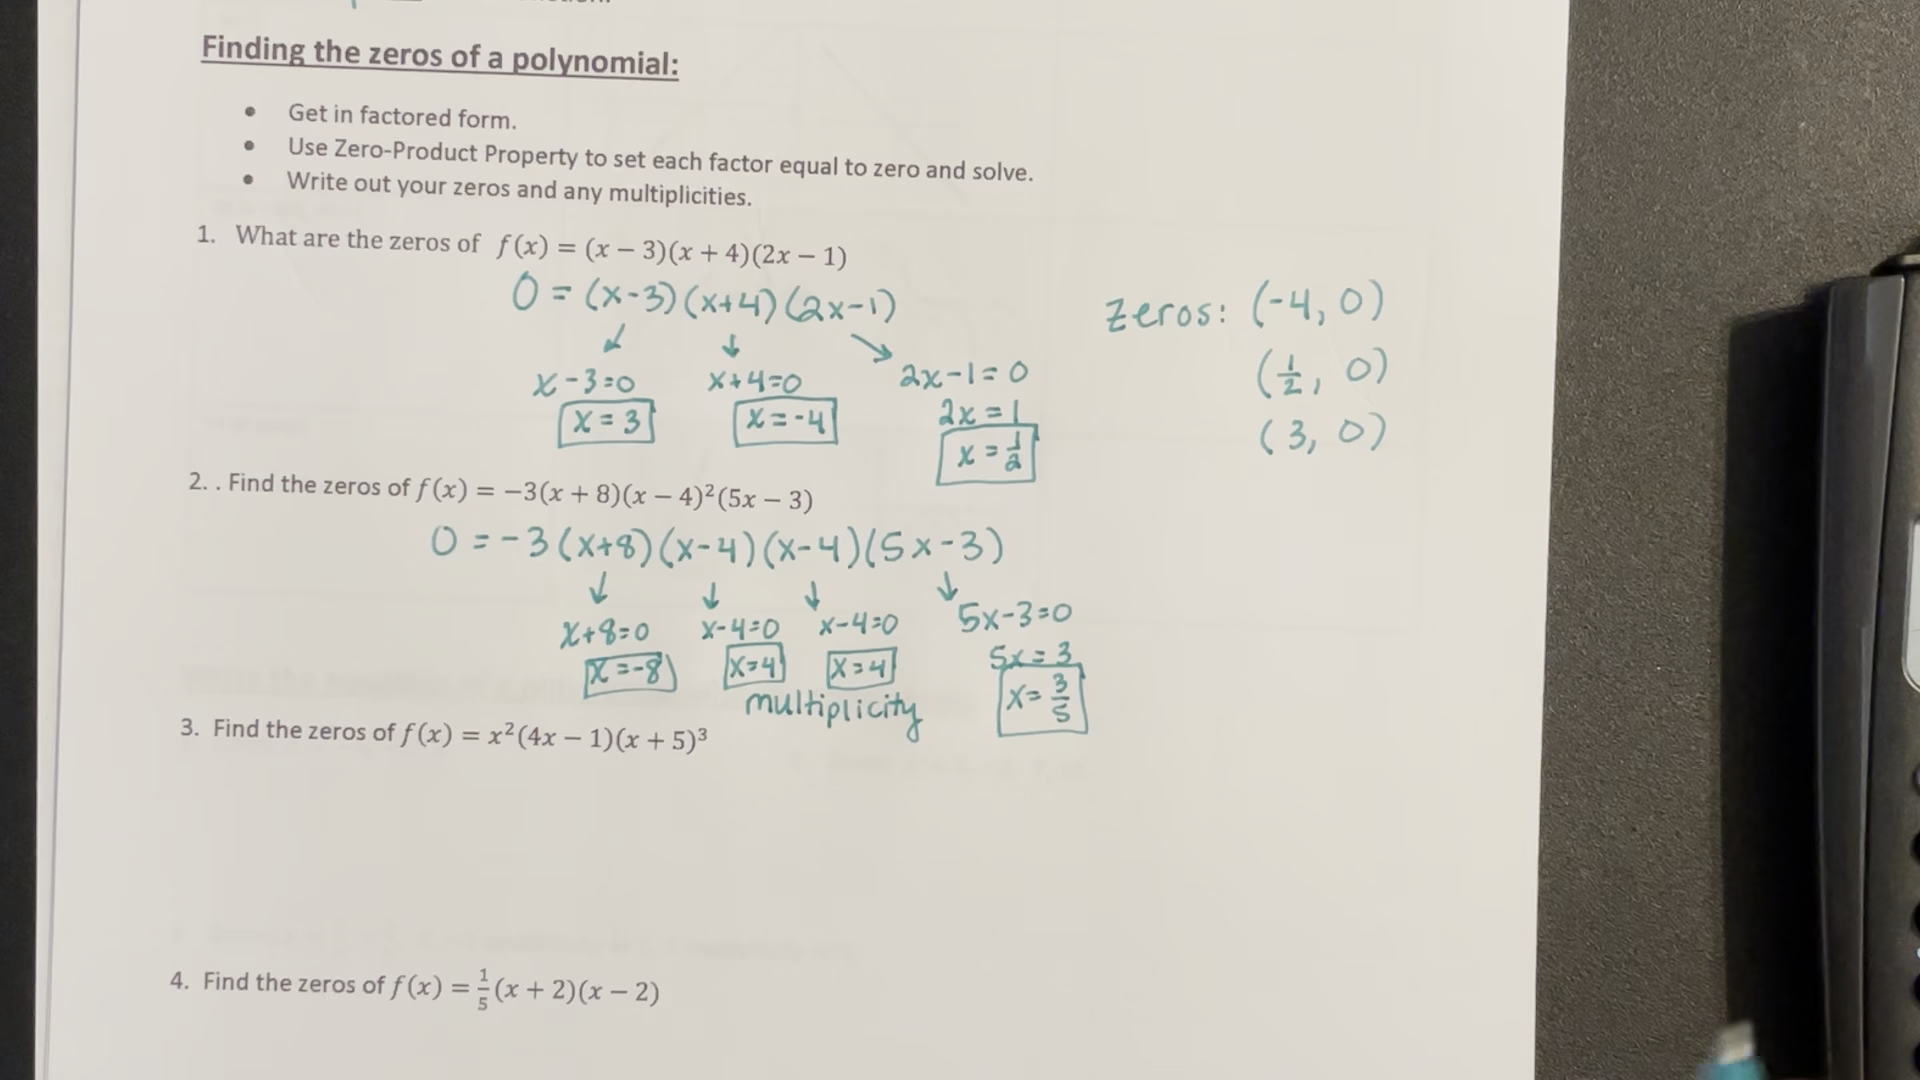 Finding the zeros of a polynomial:
• Get in factored form.
• Use Zero-Product Property to set each factor equal to zero and solve.
• Write out your zeros and any multiplicities.
1. What are the zeros of f(x) = (x − 3)(x + 4)(2x − 1)
0 = (x-3)(x+4)(2x-1)
x-3=0 x+4=0 2x-1=0
x=3 x=-4 2x=1
x=1/2
zeros: (-4, 0)
(1/2, 0)
(3, 0)
2. . Find the zeros of f(x) = −3(x + 8)(x − 4)²(5x − 3)
0 = -3(x+8)(x-4)(x-4)(5x-3)
x+8=0 x-4=0 x-4=0 5x-3=0
x=-8 x=4 x=4 5x=3
multiplicity x=3/5
3. Find the zeros of f(x) = x²(4x − 1)(x + 5)³
4. Find the zeros of f(x) = 1/5(x + 2)(x − 2)